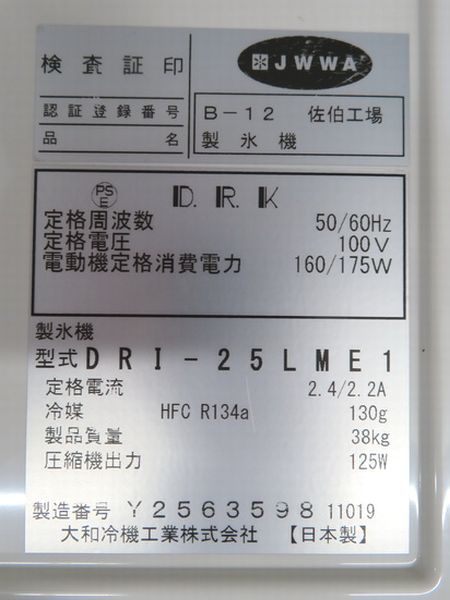 検査証印 JWWA
認証登録番号 B-12 佐伯工場
品名 製氷機
PS E D.R.K
定格周波数 50/60Hz
定格電圧 100V
電動機定格消費電力 160/175W
製氷機
型式 DRI-25LME1
定格電流 2.4/2.2A
冷媒 HFC R134a 130g
製品質量 38kg
圧縮機出力 125W
製造番号 Y2563598 11019
大和冷機工業株式会社 【日本製】